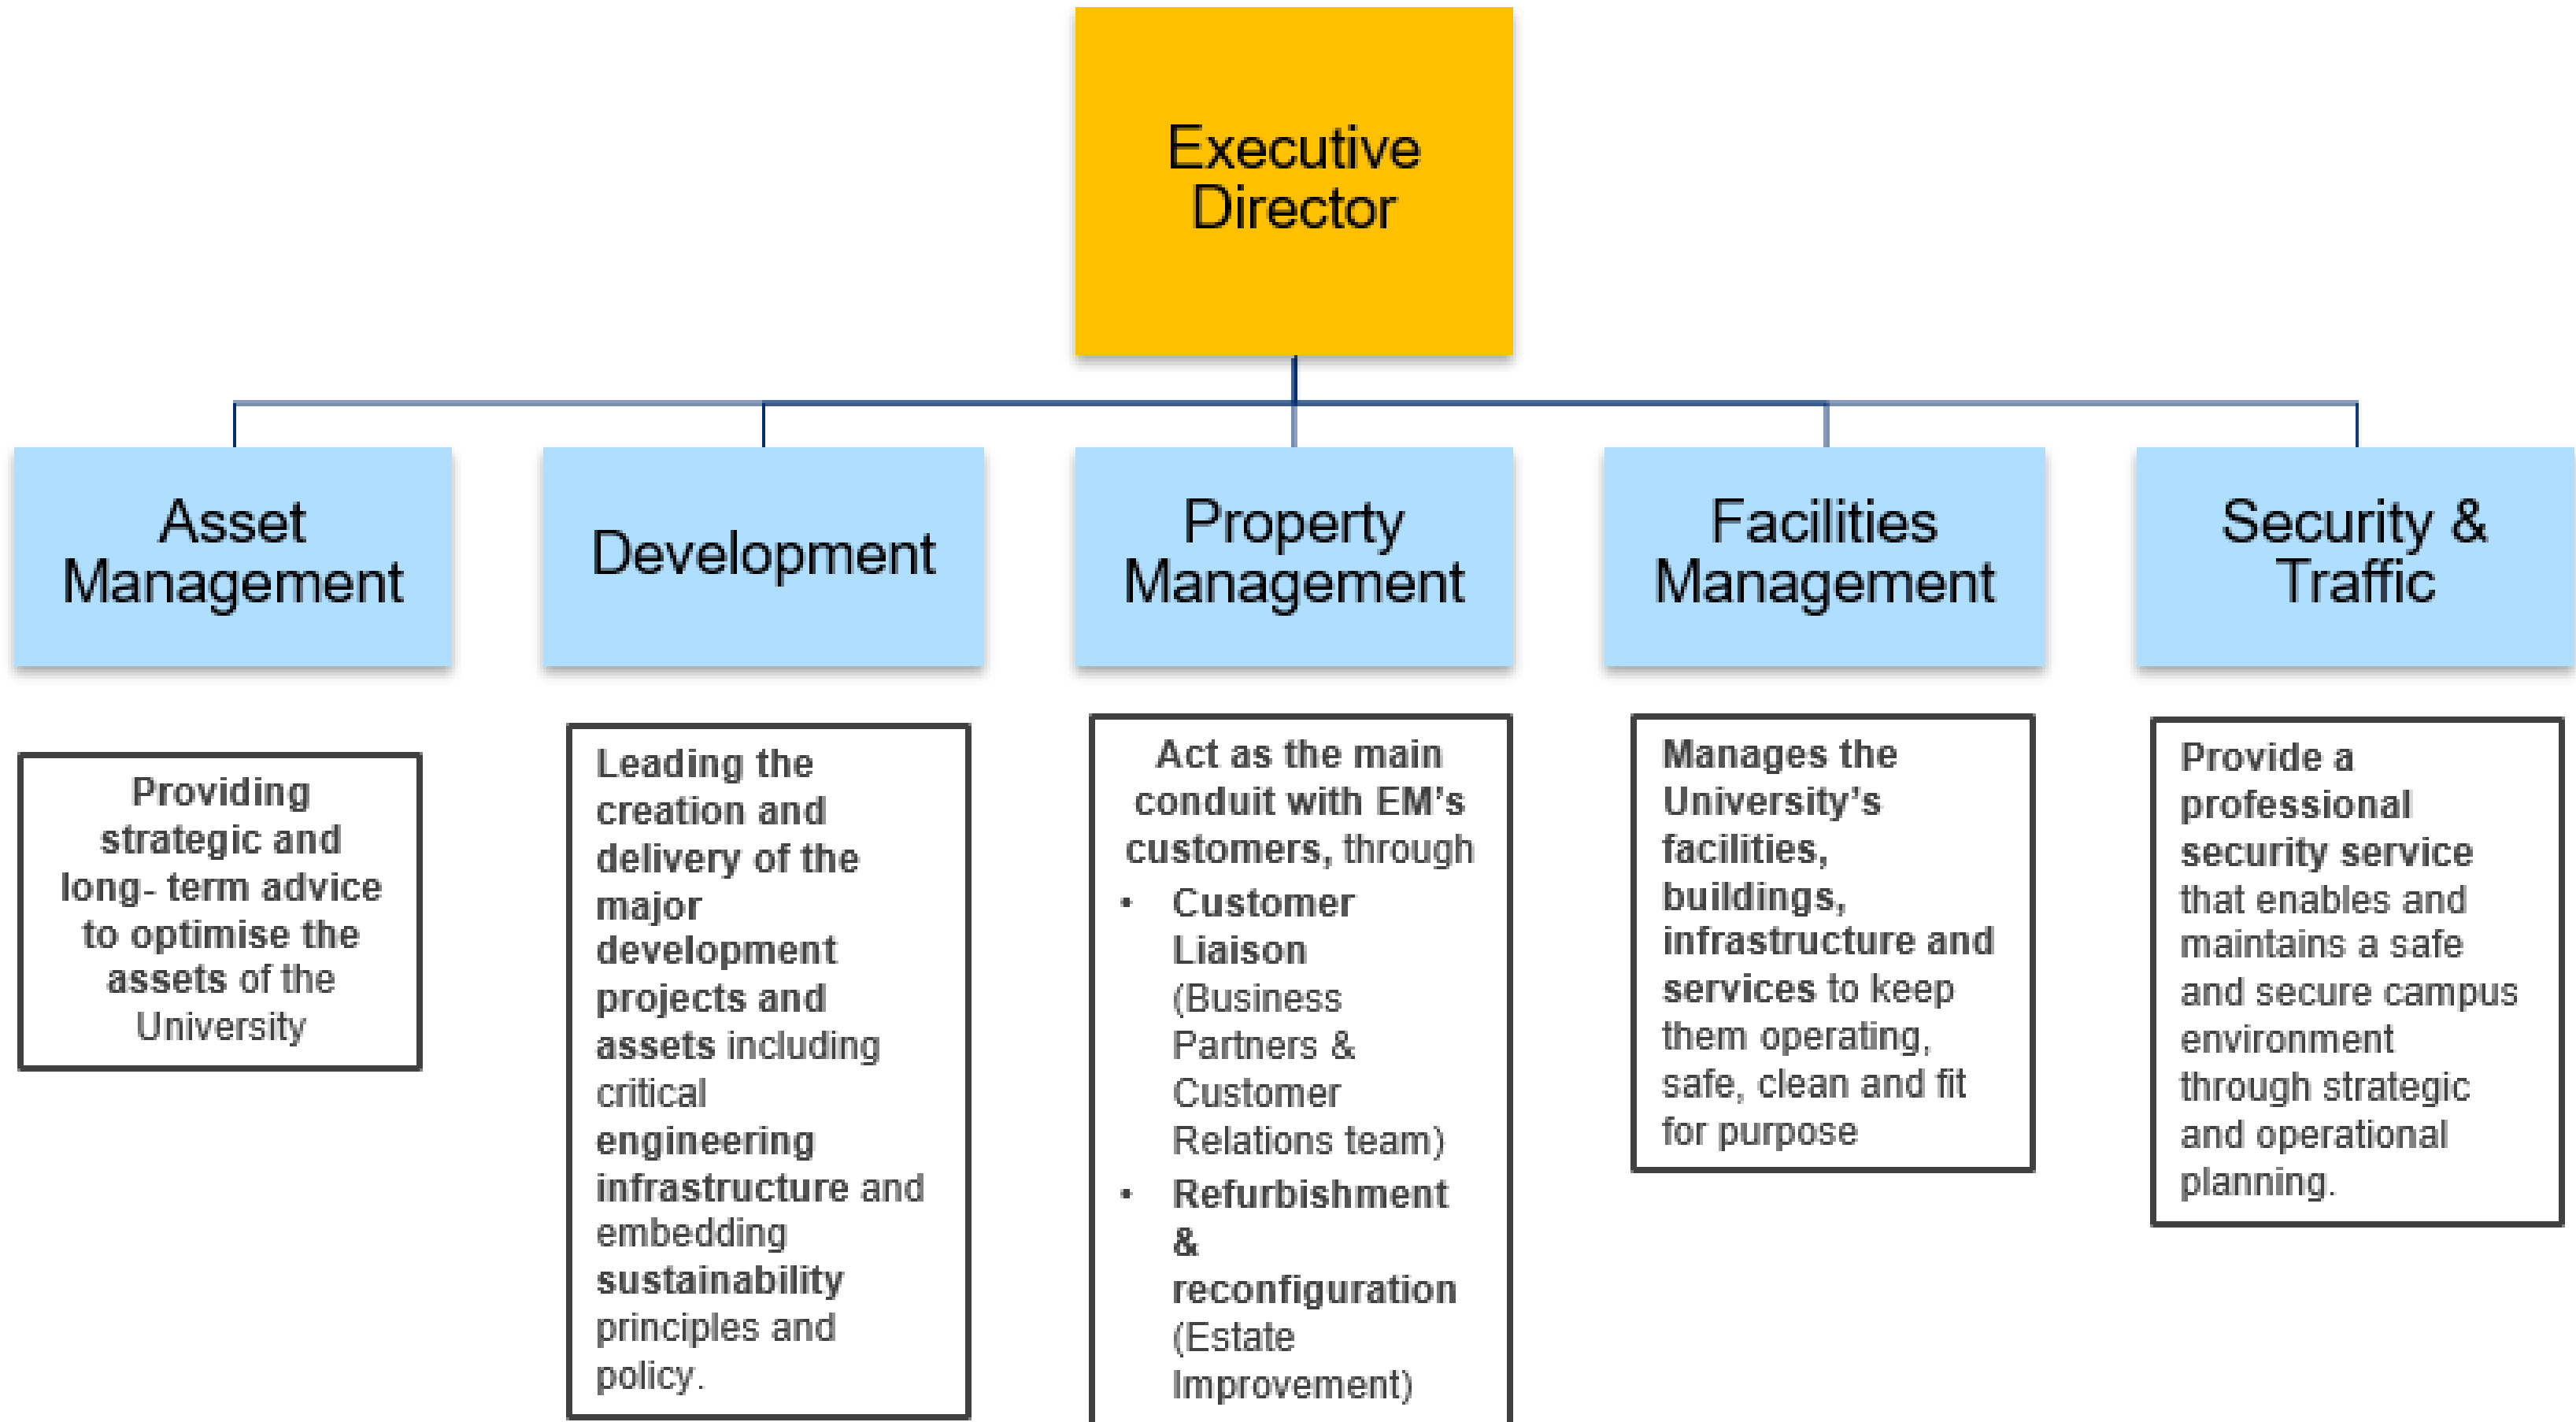 Executive
Director
Asset
Management
Development
Property
Management
Facilities
Management
Security &
Traffic
Providing
strategic and
long- term advice
to optimise the
assets of the
University
Leading the
creation and
delivery of the
major
development
projects and
assets including
critical
engineering
infrastructure and
embedding
sustainability
principles and
policy.
Act as the main
conduit with EM's
customers, through
• Customer
Liaison
(Business
Partners &
Customer
Relations team)
• Refurbishment
&
reconfiguration
(Estate
Improvement)
Manages the
University's
facilities,
buildings,
infrastructure and
services to keep
them operating,
safe, clean and fit
for purpose
Provide a
professional
security service
that enables and
maintains a safe
and secure campus
environment
through strategic
and operational
planning.